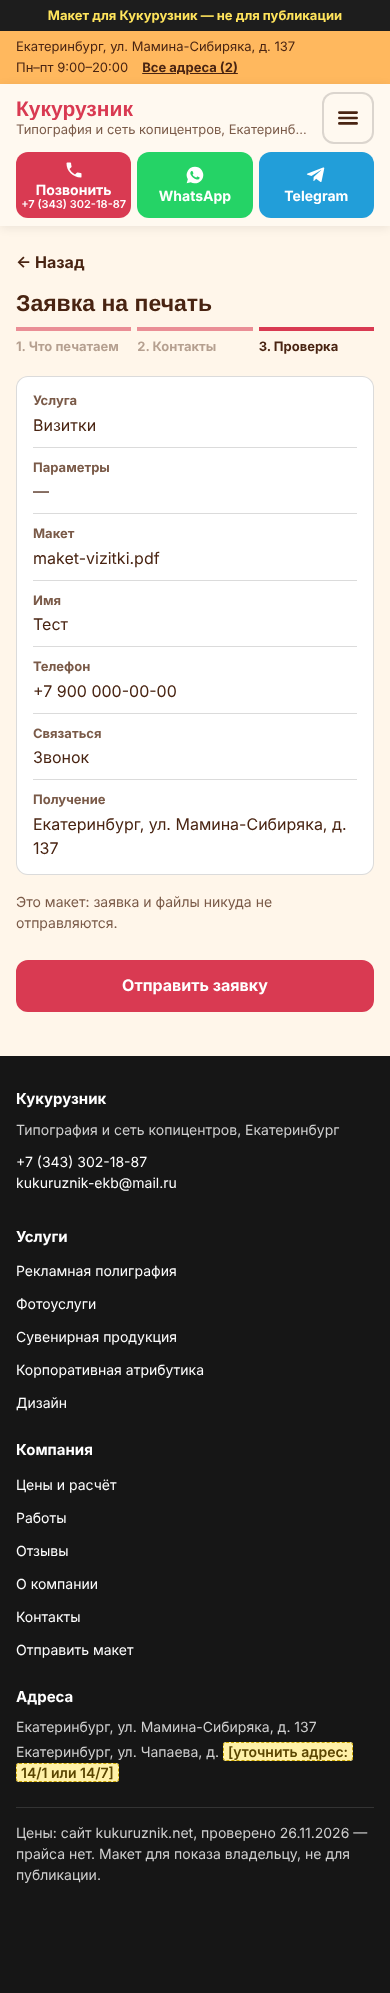 Макет для Кукурузник — не для публикации
Екатеринбург, ул. Мамина-Сибиряка, д. 137
Пн–пт 9:00–20:00 Все адреса (2)
Кукурузник
Типография и сеть копицентров, Екатеринб...
Позвонить
+7 (343) 302-18-87
WhatsApp
Telegram
← Назад
Заявка на печать
1. Что печатаем
2. Контакты
3. Проверка
Услуга
Визитки
Параметры
—
Макет
maket-vizitki.pdf
Имя
Тест
Телефон
+7 900 000-00-00
Связаться
Звонок
Получение
Екатеринбург, ул. Мамина-Сибиряка, д.
137
Это макет: заявка и файлы никуда не
отправляются.
Отправить заявку
Кукурузник
Типография и сеть копицентров, Екатеринбург
+7 (343) 302-18-87
kukuruznik-ekb@mail.ru
Услуги
Рекламная полиграфия
Фотоуслуги
Сувенирная продукция
Корпоративная атрибутика
Дизайн
Компания
Цены и расчёт
Работы
Отзывы
О компании
Контакты
Отправить макет
Адреса
Екатеринбург, ул. Мамина-Сибиряка, д. 137
Екатеринбург, ул. Чапаева, д. [уточнить адрес:
14/1 или 14/7]
Цены: сайт kukuruznik.net, проверено 26.11.2026 —
прайса нет. Макет для показа владельцу, не для
публикации.